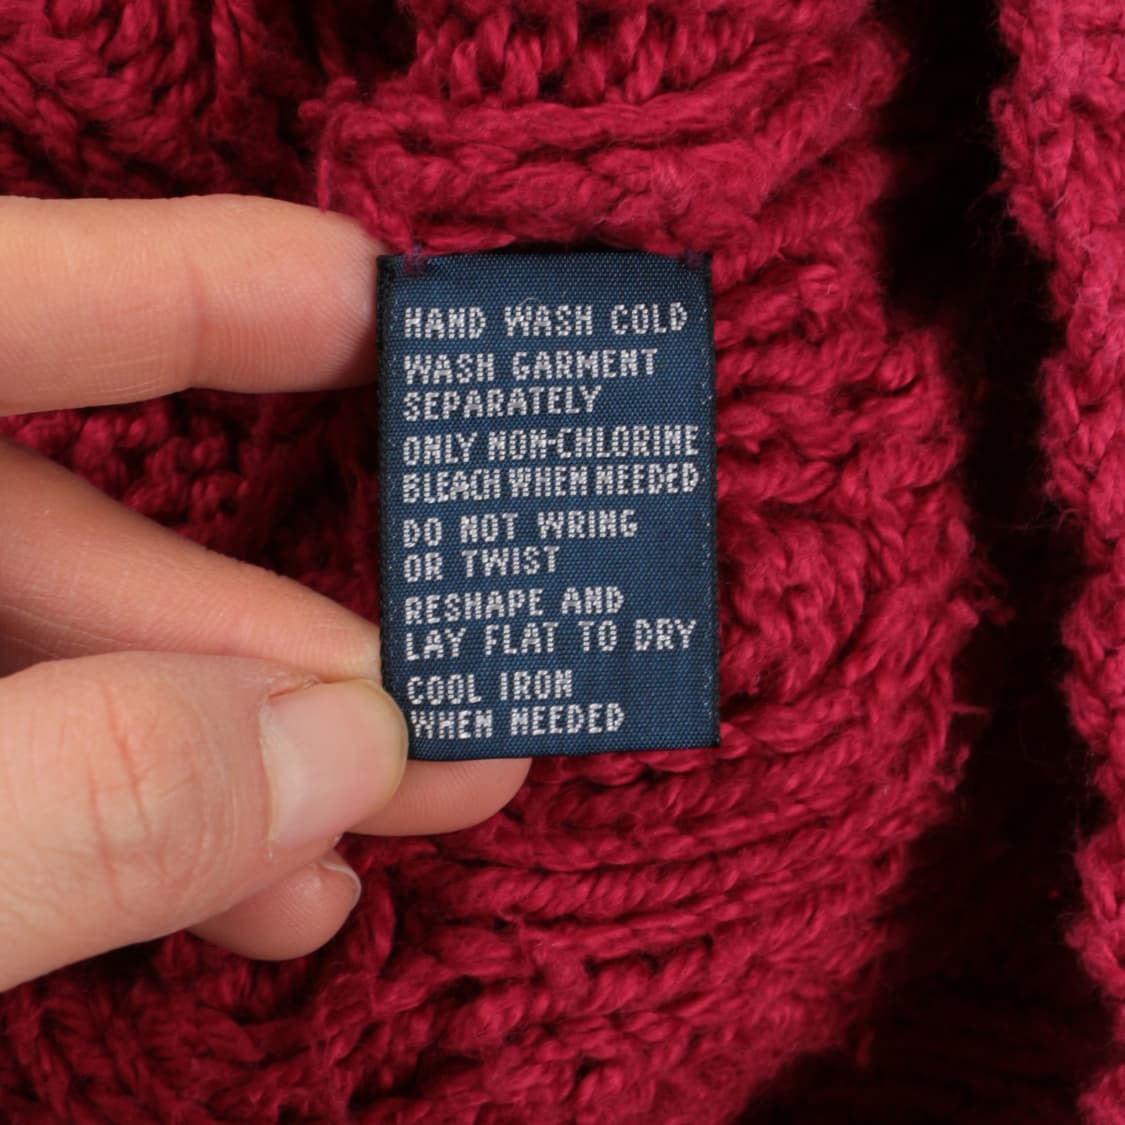 HAND WASH COLD
WASH GARMENT
SEPARATELY
ONLY NON-CHLORINE
BLEACH WHEN NEEDED
DO NOT WRING
OR TWIST
RESHAPE AND
LAY FLAT TO DRY
COOL IRON
WHEN NEEDED